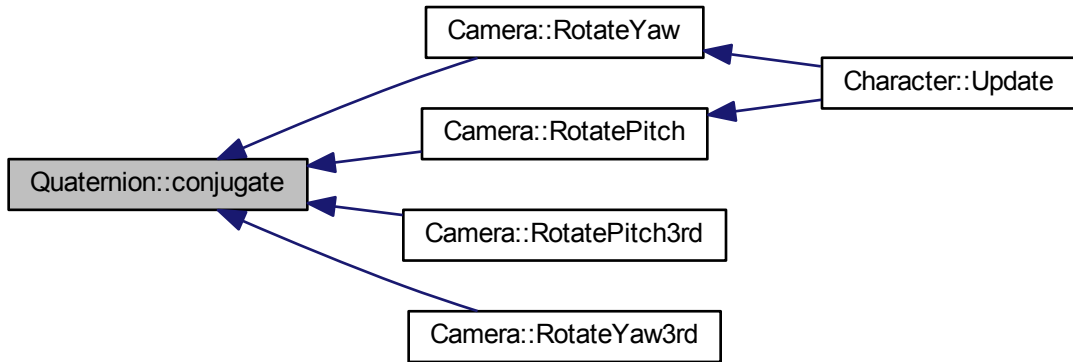 Camera::RotateYaw
Character::Update
Camera::RotatePitch
Quaternion::conjugate
Camera::RotatePitch3rd
Camera::RotateYaw3rd